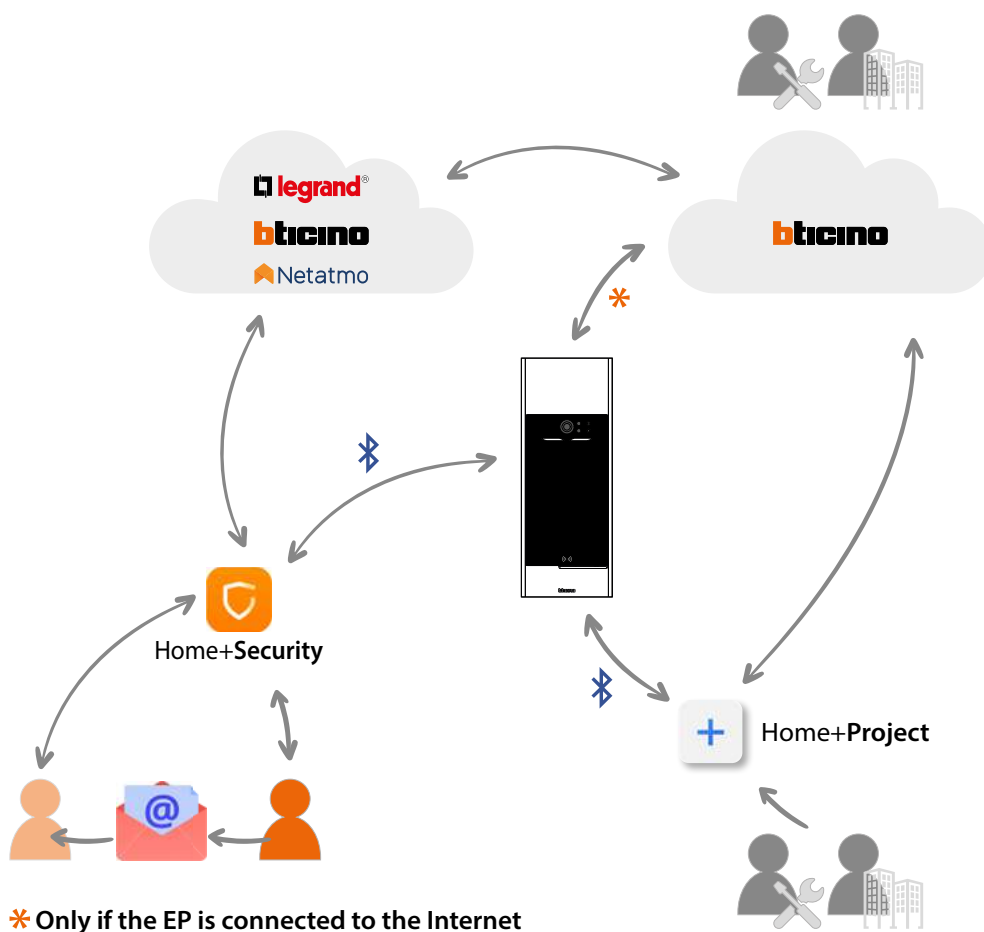 legrand®
bticino
bticino
Netatmo
*
Home+Security
Home+Project
@
* Only if the EP is connected to the Internet